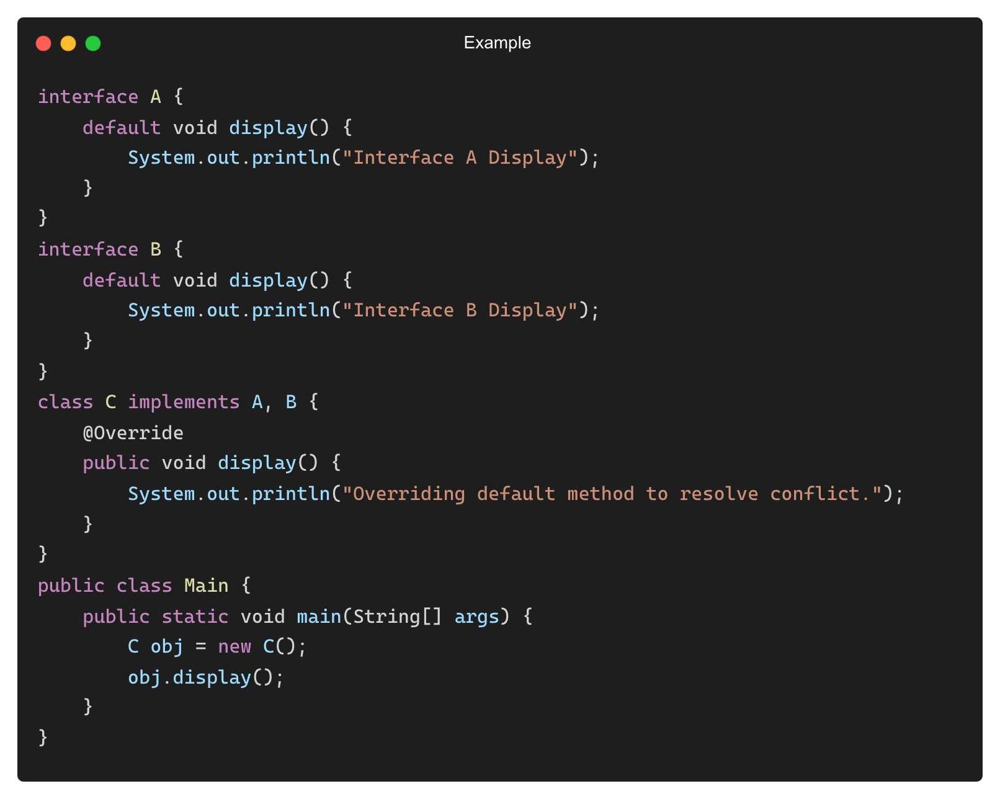 Example
interface A {
    default void display() {
        System.out.println("Interface A Display");
    }
}
interface B {
    default void display() {
        System.out.println("Interface B Display");
    }
}
class C implements A, B {
    @Override
    public void display() {
        System.out.println("Overriding default method to resolve conflict.");
    }
}
public class Main {
    public static void main(String[] args) {
        C obj = new C();
        obj.display();
    }
}